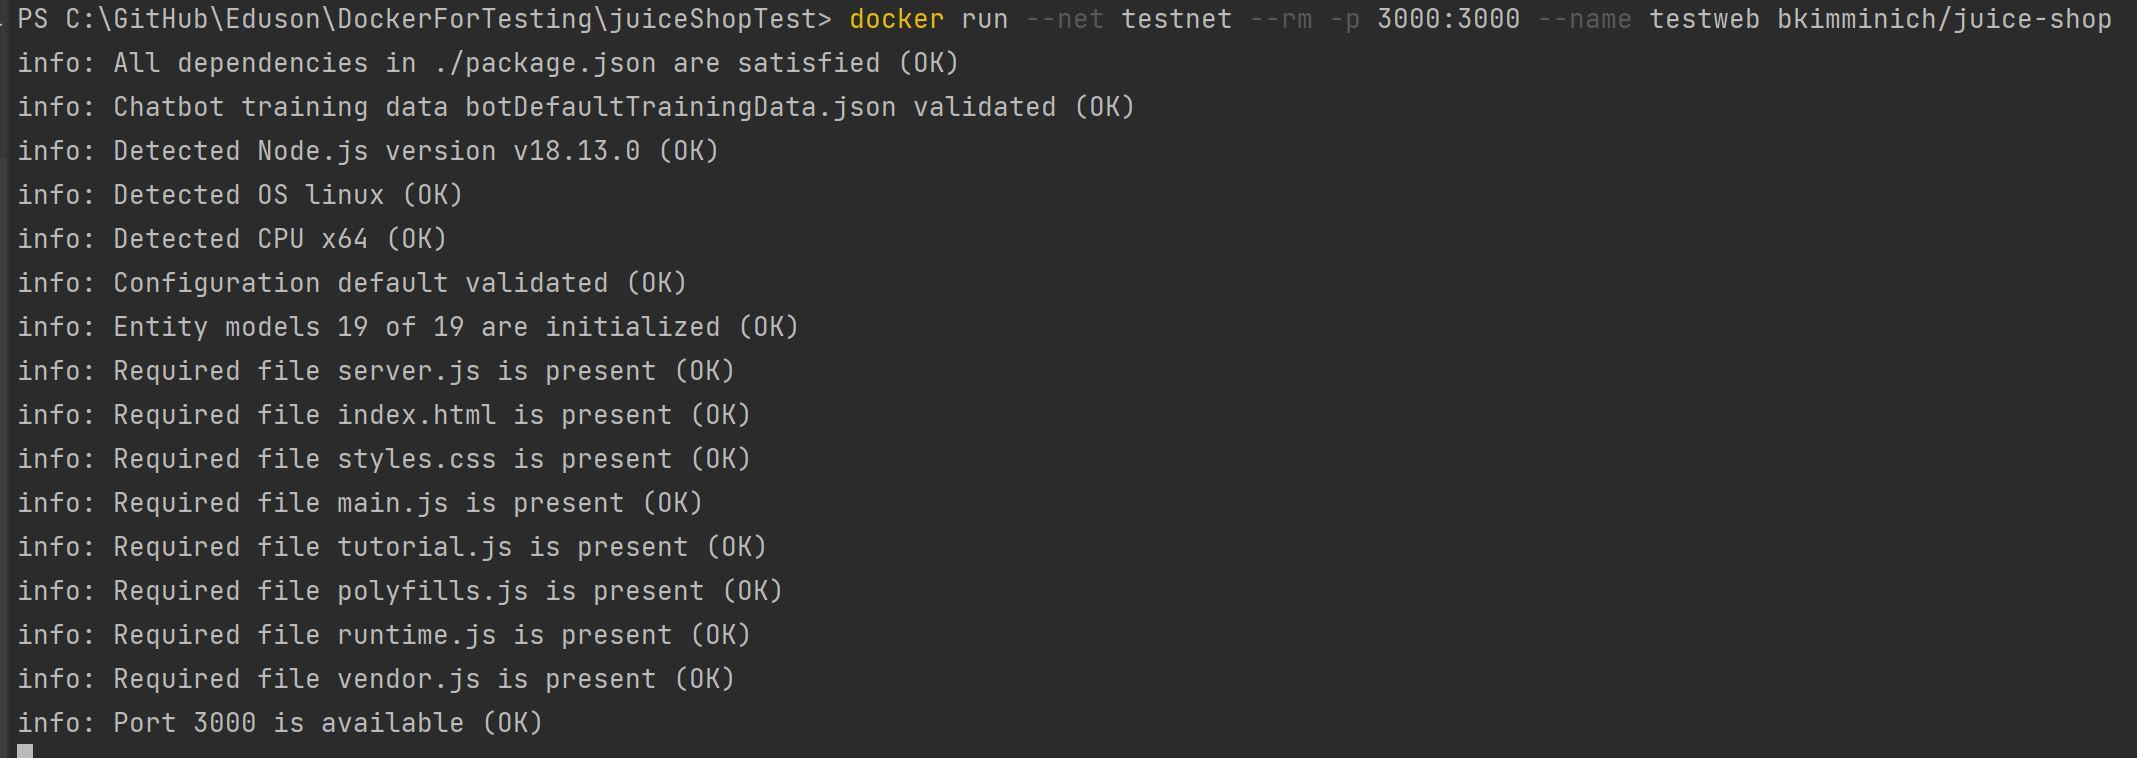 PS C:\GitHub\Eduson\DockerForTesting\juiceShopTest> docker run --net testnet --rm -p 3000:3000 --name testweb bkimminich/juice-shop
info: All dependencies in ./package.json are satisfied (OK)
info: Chatbot training data botDefaultTrainingData.json validated (OK)
info: Detected Node.js version v18.13.0 (OK)
info: Detected OS linux (OK)
info: Detected CPU x64 (OK)
info: Configuration default validated (OK)
info: Entity models 19 of 19 are initialized (OK)
info: Required file server.js is present (OK)
info: Required file index.html is present (OK)
info: Required file styles.css is present (OK)
info: Required file main.js is present (OK)
info: Required file tutorial.js is present (OK)
info: Required file polyfills.js is present (OK)
info: Required file runtime.js is present (OK)
info: Required file vendor.js is present (OK)
info: Port 3000 is available (OK)